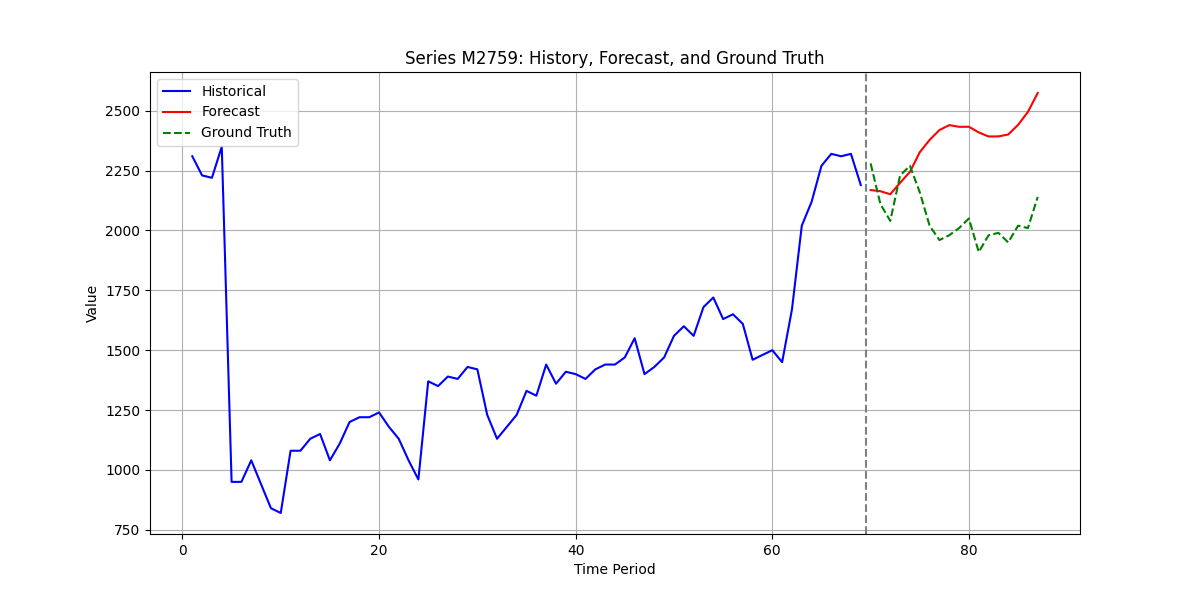 Series M2759: History, Forecast, and Ground Truth
Historical
Forecast
Ground Truth
Value
2500
2250
2000
1750
1500
1250
1000
750
0 20 40 60 80
Time Period